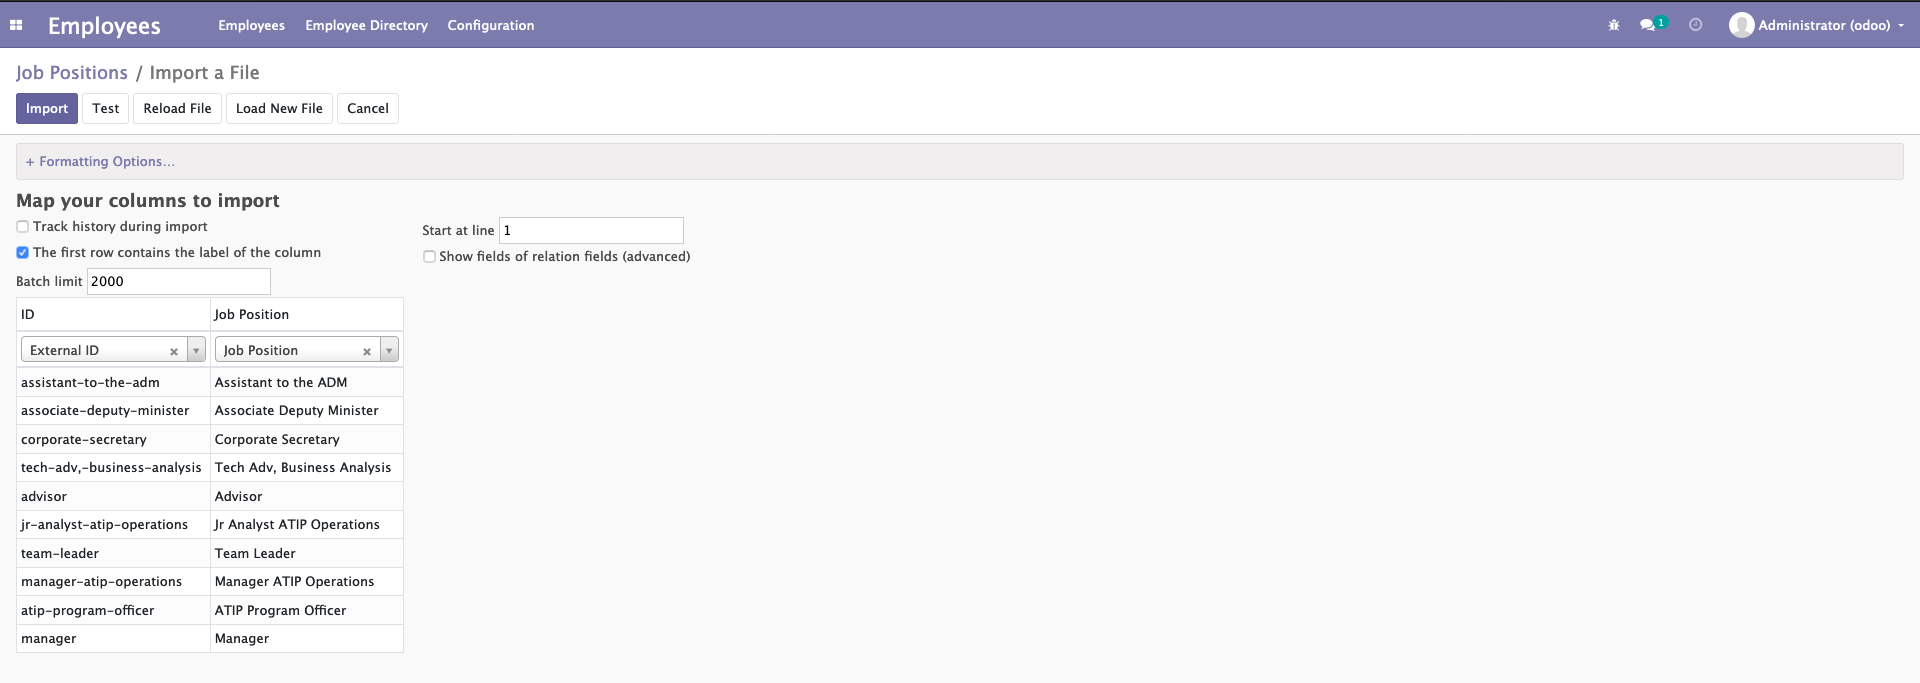 Employees Employees Employee Directory Configuration 1 Administrator (odoo)
Job Positions / Import a File
Import Test Reload File Load New File Cancel
+ Formatting Options...
Map your columns to import
Track history during import
Start at line 1
The first row contains the label of the column
Show fields of relation fields (advanced)
Batch limit 2000
ID Job Position
External ID Job Position
assistant-to-the-adm Assistant to the ADM
associate-deputy-minister Associate Deputy Minister
corporate-secretary Corporate Secretary
tech-adv,-business-analysis Tech Adv, Business Analysis
advisor Advisor
jr-analyst-atip-operations Jr Analyst ATIP Operations
team-leader Team Leader
manager-atip-operations Manager ATIP Operations
atip-program-officer ATIP Program Officer
manager Manager